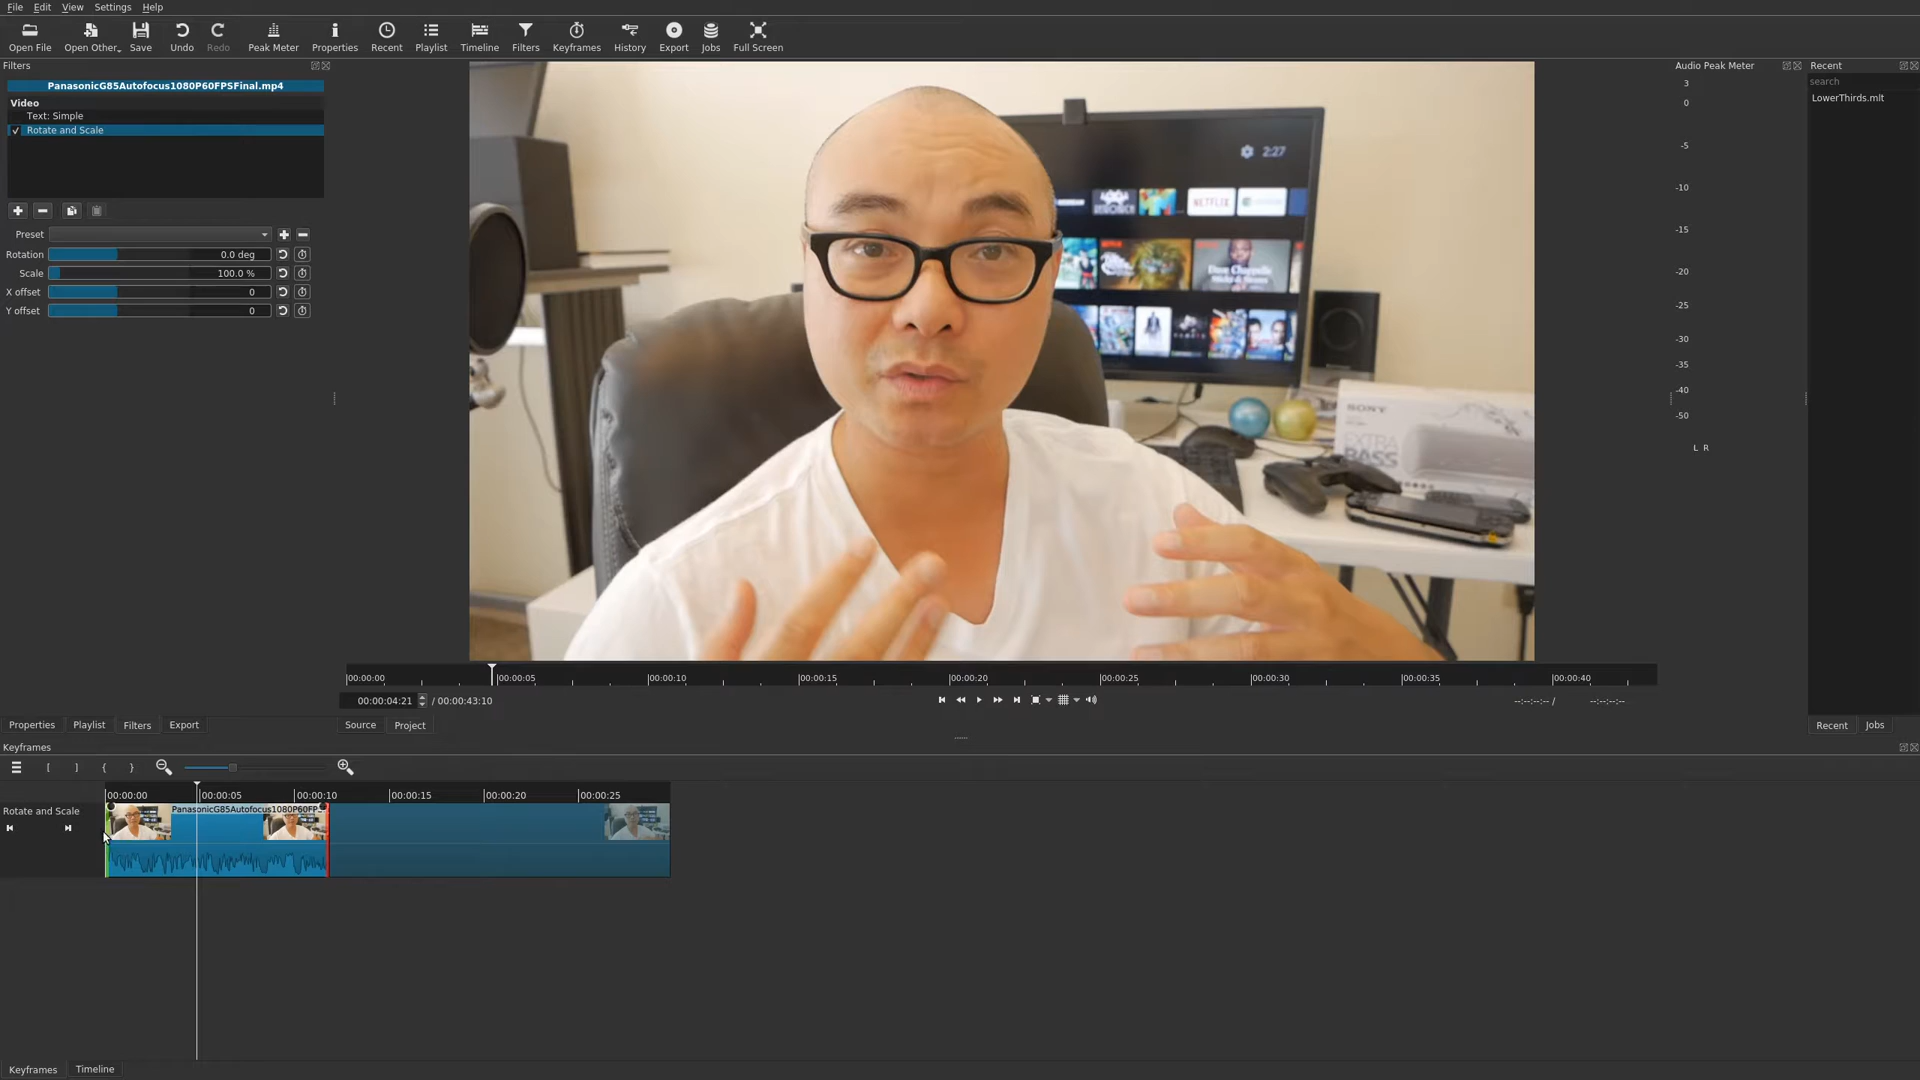 File Edit View Settings Help
Open File Open Other Save Undo Redo Peak Meter Properties Recent Playlist Timeline Filters Keyframes History Export Jobs Full Screen
Filters
PanasonicG85Autofocus1080P60FPSFinal.mp4
Video
Text: Simple
Rotate and Scale
Preset
Rotation 0.0 deg
Scale 100.0 %
X offset 0
Y offset 0
2:27
NETFLIX
Dave Chappelle
SONY
EXTRA
BASS
Audio Peak Meter
3
0
-5
-10
-15
-20
-25
-30
-35
-40
-50
L R
Recent
search
LowerThirds.mlt
00:00:00 00:00:05 00:00:10 00:00:15 00:00:20 00:00:25 00:00:30 00:00:35 00:00:40
00:00:04:21 / 00:00:43:10
--:--:--:-- / --:--:--:--
Properties Playlist Filters Export
Source Project
Recent Jobs
Keyframes
[ ] { }
00:00:00 00:00:05 00:00:10 00:00:15 00:00:20 00:00:25
Rotate and Scale
PanasonicG85Autofocus1080P60FP
Keyframes Timeline